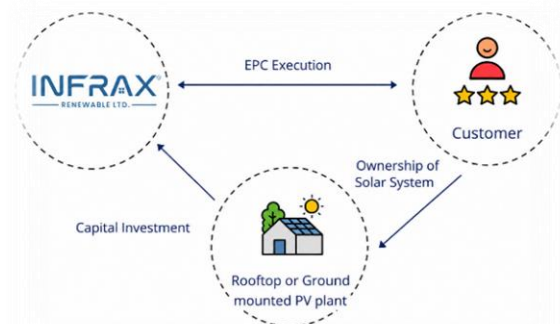 EPC Execution
INFRAX®
RENEWABLE LTD.
Customer
Ownership of
Solar System
Capital Investment
Rooftop or Ground
mounted PV plant